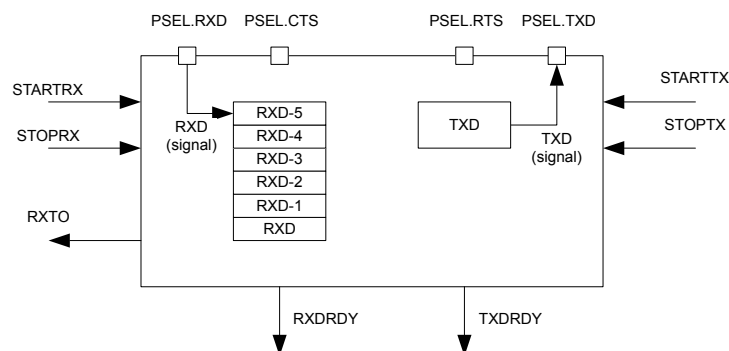 PSEL.RXD PSEL.CTS PSEL.RTS PSEL.TXD
STARTRX
STOPRX
RXTO
RXD
(signal)
RXD-5
RXD-4
RXD-3
RXD-2
RXD-1
RXD
TXD
TXD
(signal)
STARTTX
STOPTX
RXDRDY
TXDRDY